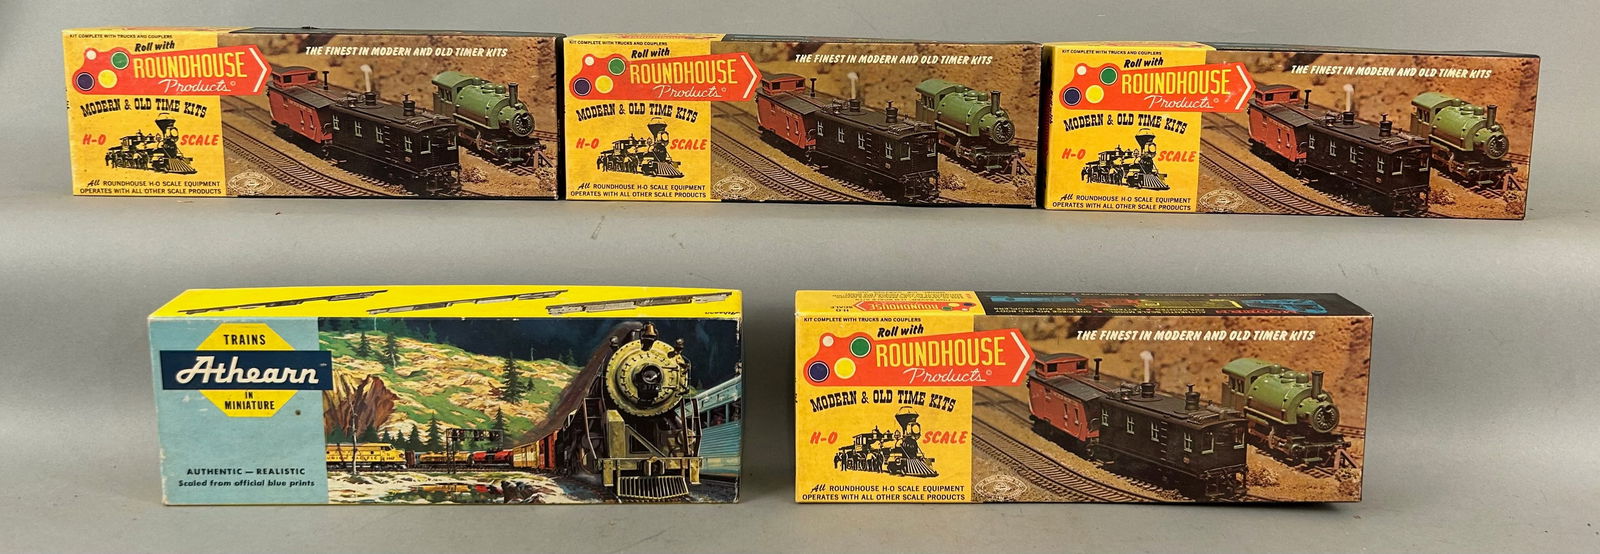 KIT COMPLETE WITH TRUCKS AND COUPLERS
Roll with
ROUNDHOUSE
Products
MODERN & OLD TIME KITS
H-O SCALE
All ROUNDHOUSE H-O SCALE EQUIPMENT
OPERATES WITH ALL OTHER SCALE PRODUCTS
THE FINEST IN MODERN AND OLD TIMER KITS
KIT COMPLETE WITH TRUCKS AND COUPLERS
Roll with
ROUNDHOUSE
Products
MODERN & OLD TIME KITS
H-O SCALE
All ROUNDHOUSE H-O SCALE EQUIPMENT
OPERATES WITH ALL OTHER SCALE PRODUCTS
THE FINEST IN MODERN AND OLD TIMER KITS
KIT COMPLETE WITH TRUCKS AND COUPLERS
Roll with
ROUNDHOUSE
Products
MODERN & OLD TIME KITS
H-O SCALE
All ROUNDHOUSE H-O SCALE EQUIPMENT
OPERATES WITH ALL OTHER SCALE PRODUCTS
THE FINEST IN MODERN AND OLD TIMER KITS
TRAINS
Athearn
IN
MINIATURE
AUTHENTIC — REALISTIC
Scaled from official blue prints
KIT COMPLETE WITH TRUCKS AND COUPLERS
Roll with
ROUNDHOUSE
Products©
MODERN & OLD TIME KITS
H-O SCALE
All ROUNDHOUSE H-O SCALE EQUIPMENT
OPERATES WITH ALL OTHER SCALE PRODUCTS
THE FINEST IN MODERN AND OLD TIMER KITS